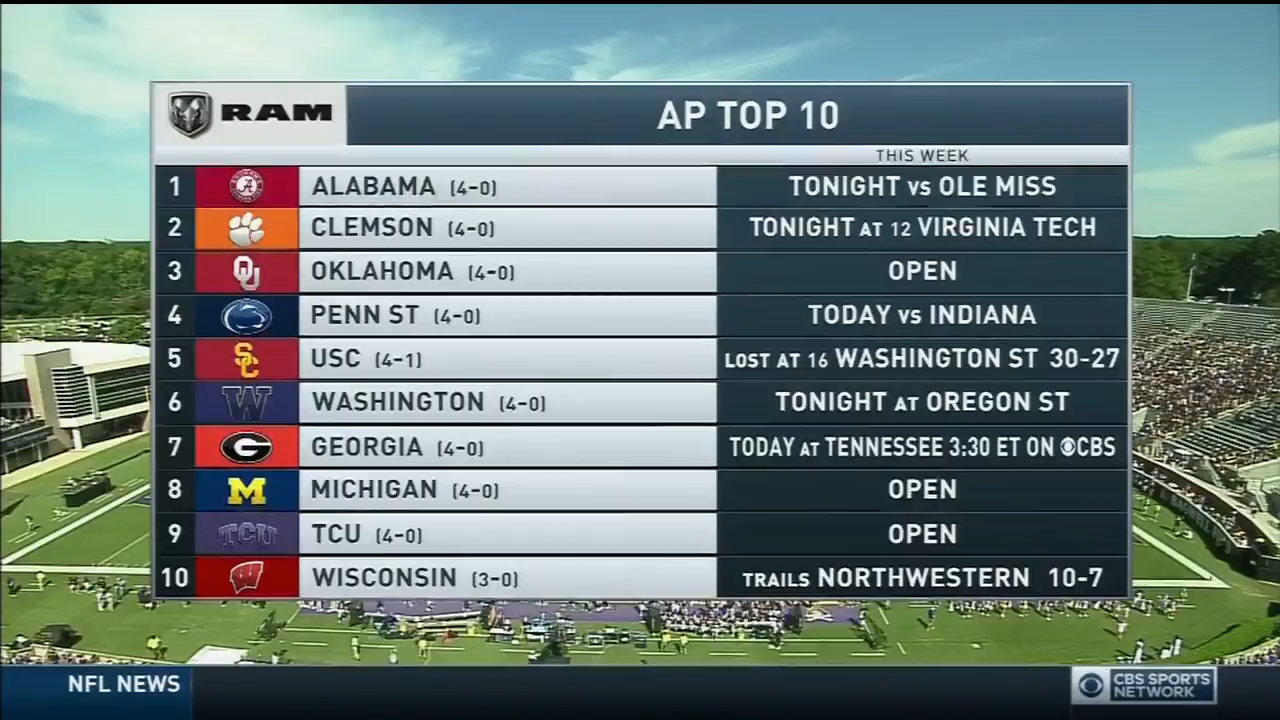 RAM
AP TOP 10
THIS WEEK
1 A ALABAMA (4-0) TONIGHT VS OLE MISS
2 CLEMSON (4-0) TONIGHT AT 12 VIRGINIA TECH
3 OU OKLAHOMA (4-0) OPEN
4 PENN ST (4-0) TODAY VS INDIANA
5 SC USC (4-1) LOST AT 16 WASHINGTON ST 30-27
6 W WASHINGTON (4-0) TONIGHT AT OREGON ST
7 G GEORGIA (4-0) TODAY AT TENNESSEE 3:30 ET ON CBS
8 M MICHIGAN (4-0) OPEN
9 TCU TCU (4-0) OPEN
10 W WISCONSIN (3-0) TRAILS NORTHWESTERN 10-7
NFL NEWS
CBS SPORTS
NETWORK